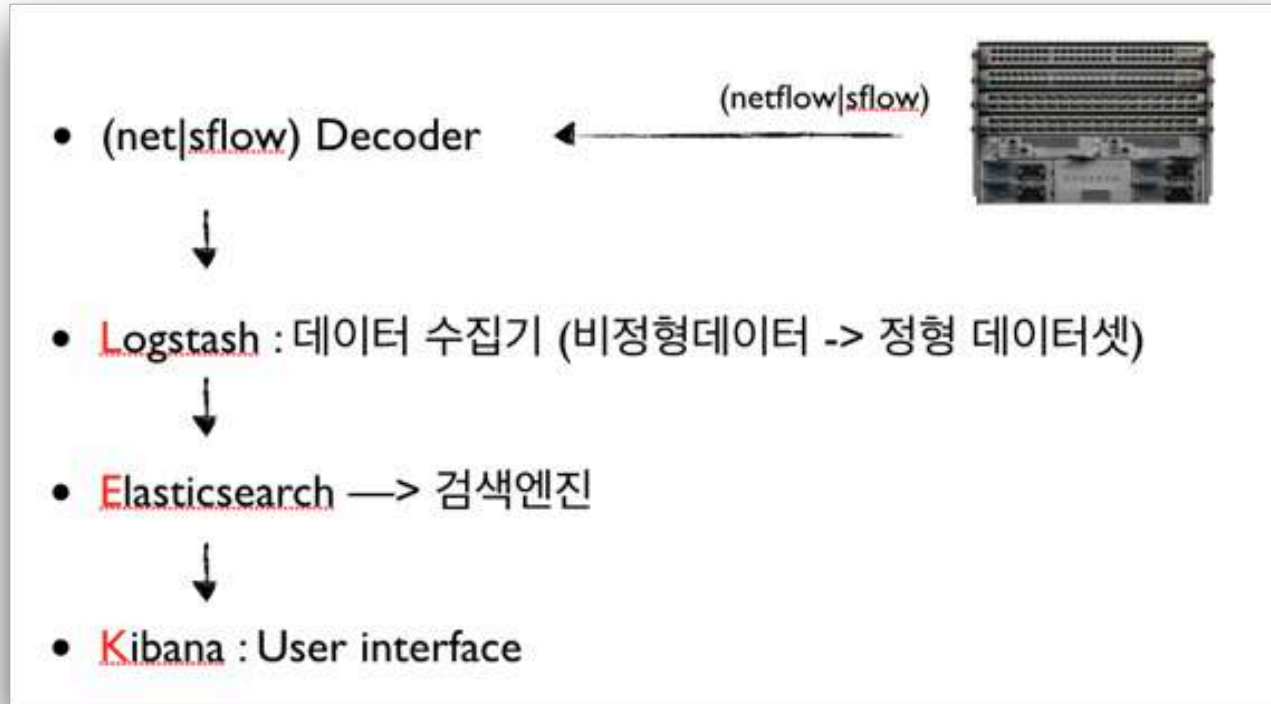 (netflow|sflow)
• (net|sflow) Decoder
• Logstash : 데이터 수집기 (비정형데이터 -> 정형 데이터셋)
• Elasticsearch —> 검색엔진
• Kibana : User interface